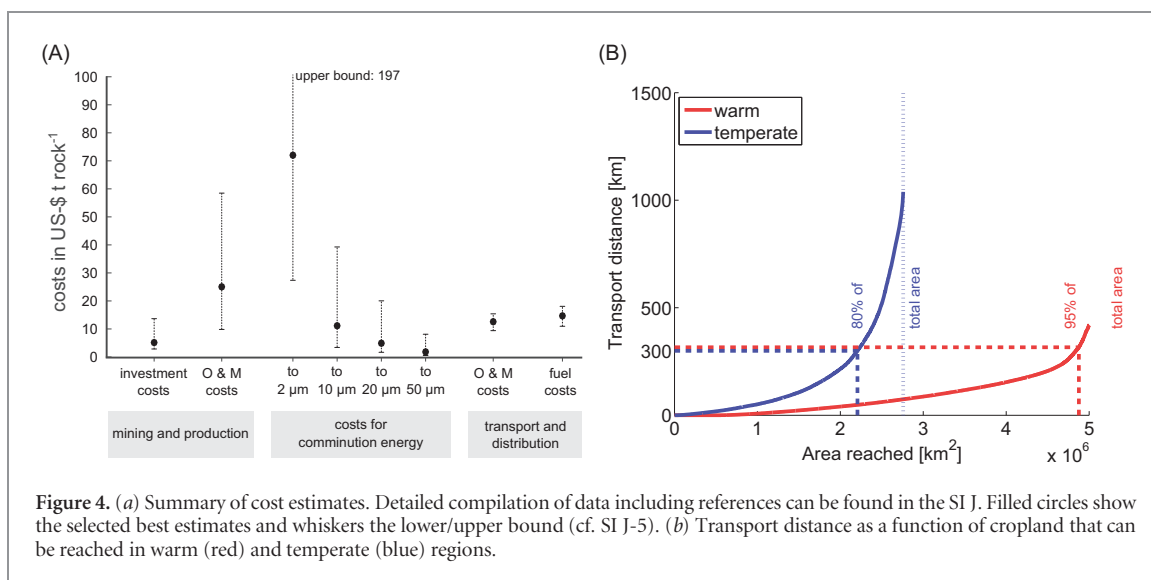 (A)
upper bound: 197
100
90
80
70
60
50
40
30
20
10
0
costs in US-$ t rock-1
investment costs
O & M costs
to 2 µm
to 10 µm
to 20 µm
to 50 µm
O & M costs
fuel costs
mining and production
costs for
comminution energy
transport and
distribution
(B)
warm
temperate
1500
1000
500
300
0
Transport distance [km]
80% of
total area
95% of
total area
0 1 2 3 4 5
Area reached [km2]
x 10 6
Figure 4. (a) Summary of cost estimates. Detailed compilation of data including references can be found in the SI J. Filled circles show
the selected best estimates and whiskers the lower/upper bound (cf. SI J-5). (b) Transport distance as a function of cropland that can
be reached in warm (red) and temperate (blue) regions.